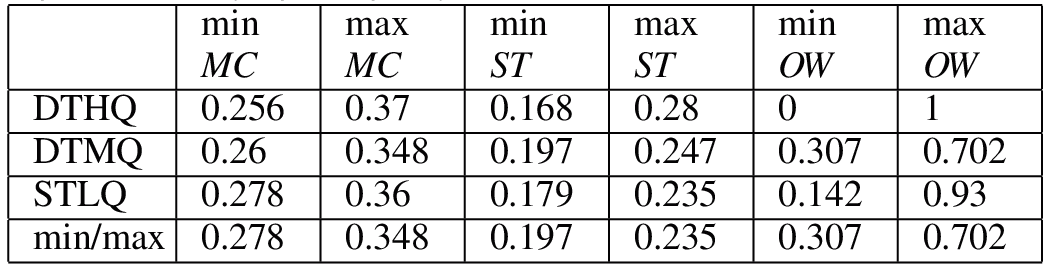 min max min max min max
MC MC ST ST OW OW
DTHQ 0.256 0.37 0.168 0.28 0 1
DTMQ 0.26 0.348 0.197 0.247 0.307 0.702
STLQ 0.278 0.36 0.179 0.235 0.142 0.93
min/max 0.278 0.348 0.197 0.235 0.307 0.702